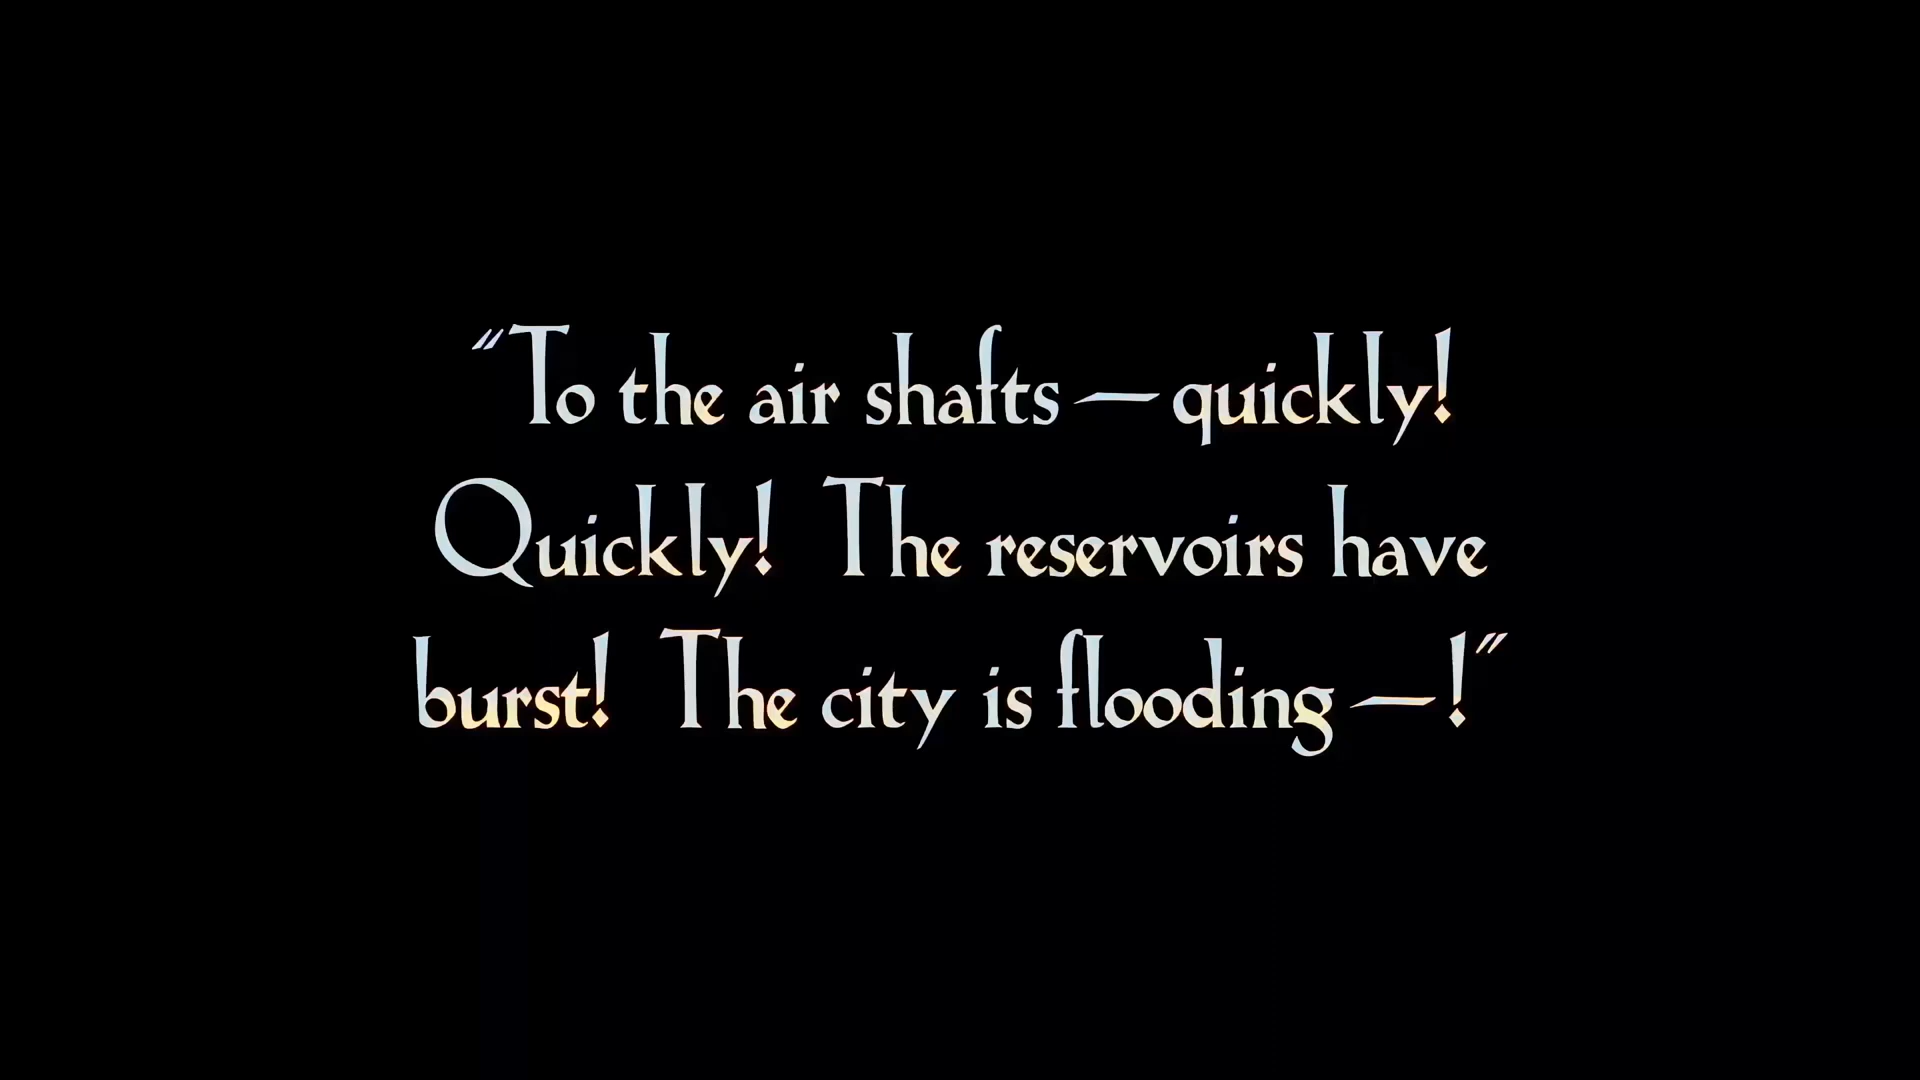 “To the air shafts—quickly!
Quickly! The reservoirs have
burst! The city is flooding—!”